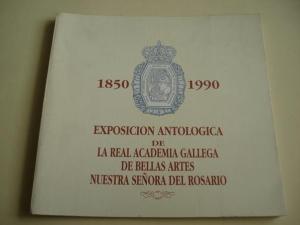 1850 1990
EXPOSICION ANTOLOGICA
DE
LA REAL ACADEMIA GALLEGA
DE BELLAS ARTES
NUESTRA SEÑORA DEL ROSARIO